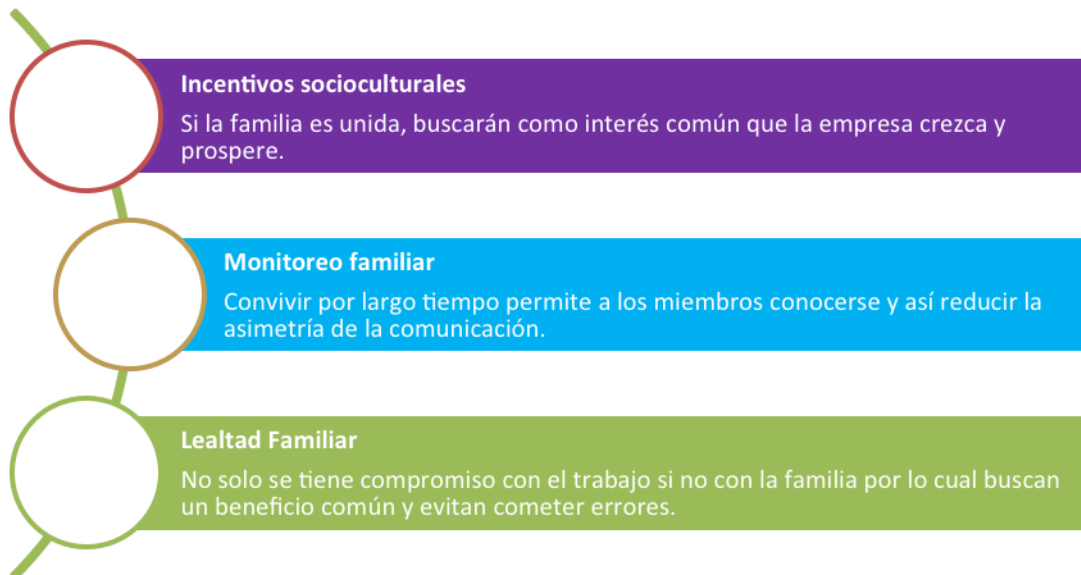 Incentivos socioculturales
Si la familia es unida, buscarán como interés común que la empresa crezca y
prospere.
Monitoreo familiar
Convivir por largo tiempo permite a los miembros conocerse y así reducir la
asimetría de la comunicación.
Lealtad Familiar
No solo se tiene compromiso con el trabajo si no con la familia por lo cual buscan
un beneficio común y evitan cometer errores.